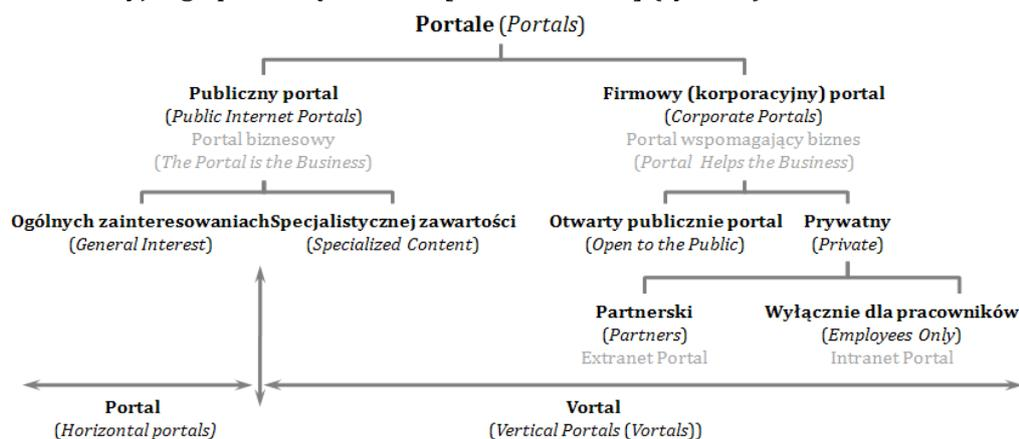 Portale (Portals)
Publiczny portal
(Public Internet Portals)
Portal biznesowy
(The Portal is the Business)
Firmowy (korporacyjny) portal
(Corporate Portals)
Portal wspomagający biznes
(Portal Helps the Business)
Ogólnych zainteresowaniach
(General Interest)
Specjalistycznej zawartości
(Specialized Content)
Otwarty publicznie portal
(Open to the Public)
Prywatny
(Private)
Partnerski
(Partners)
Extranet Portal
Wyłącznie dla pracowników
(Employees Only)
Intranet Portal
Portal
(Horizontal portals)
Vortal
(Vertical Portals (Vortals))